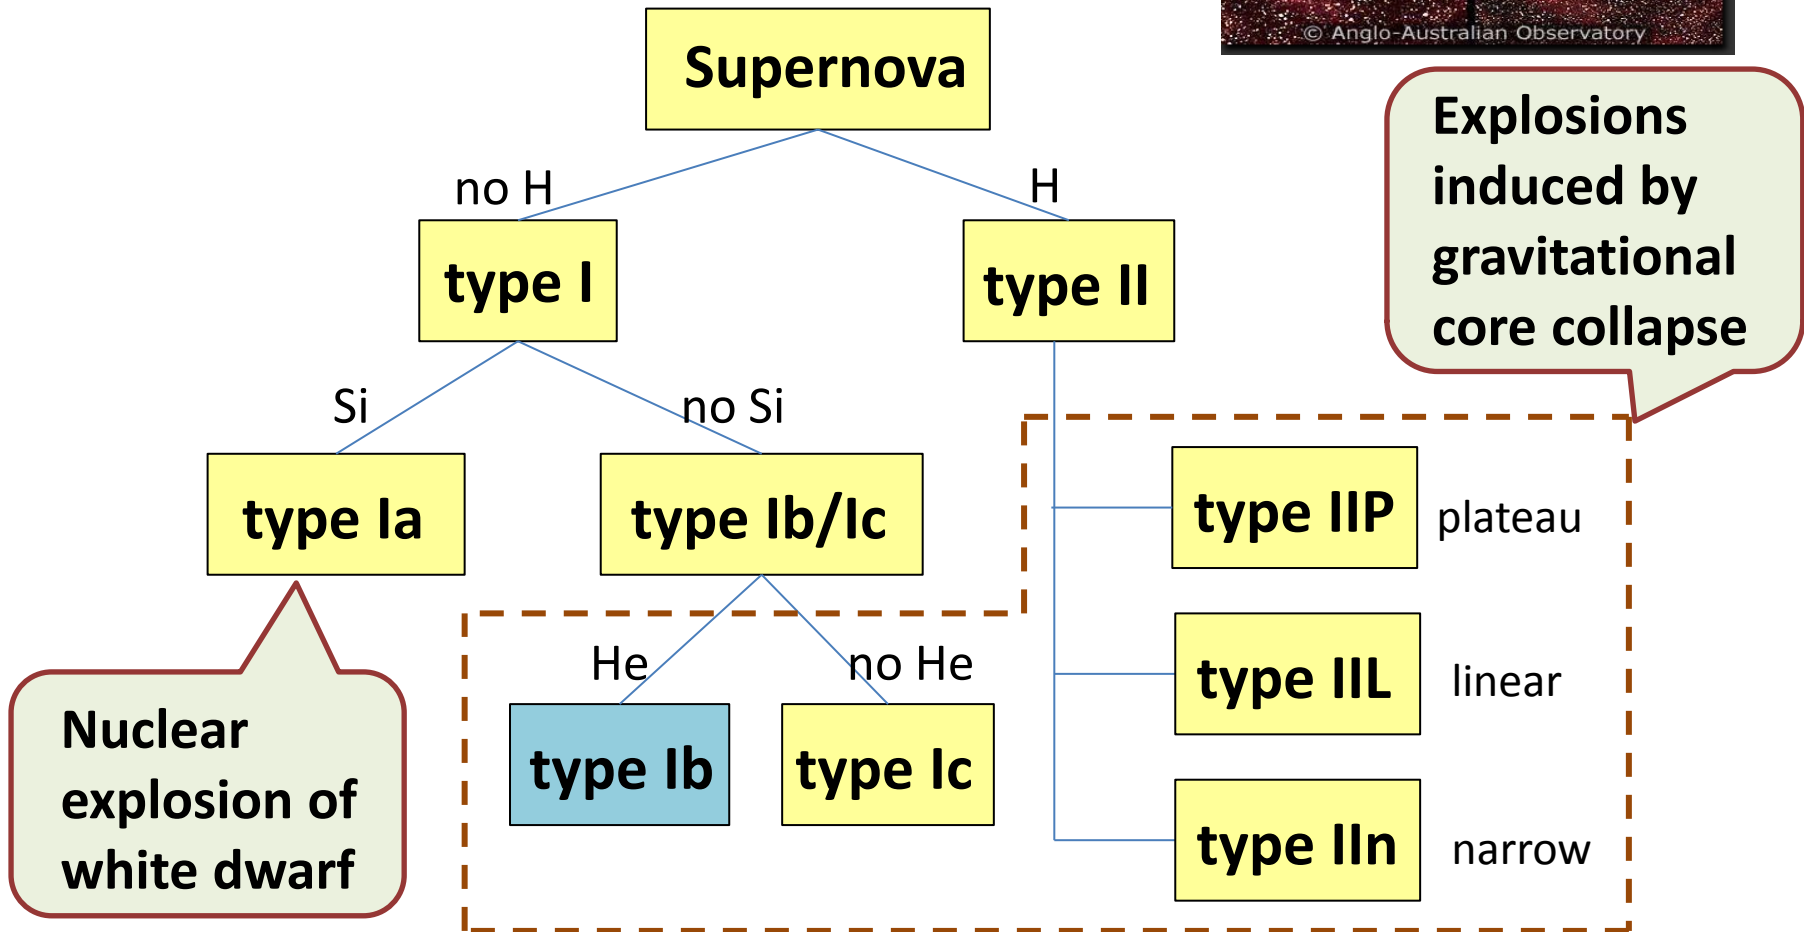 © Anglo-Australian Observatory
Supernova
no H
H
type I
type II
Explosions
induced by
gravitational
core collapse
Si
no Si
type Ia
type Ib/Ic
type IIP
plateau
He
no He
type IIL
linear
Nuclear
explosion of
white dwarf
type Ib
type Ic
type IIn
narrow